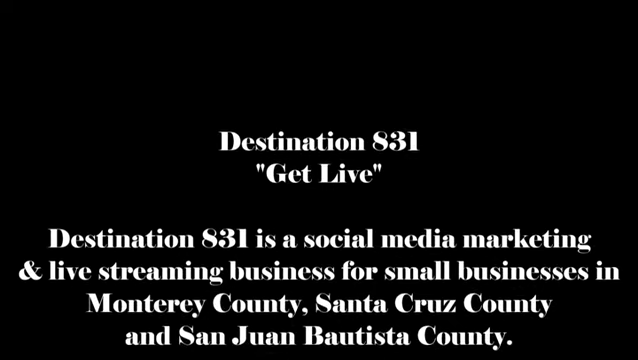 Destination 831
"Get Live"
Destination 831 is a social media marketing
& live streaming business for small businesses in
Monterey County, Santa Cruz County
and San Juan Bautista County.